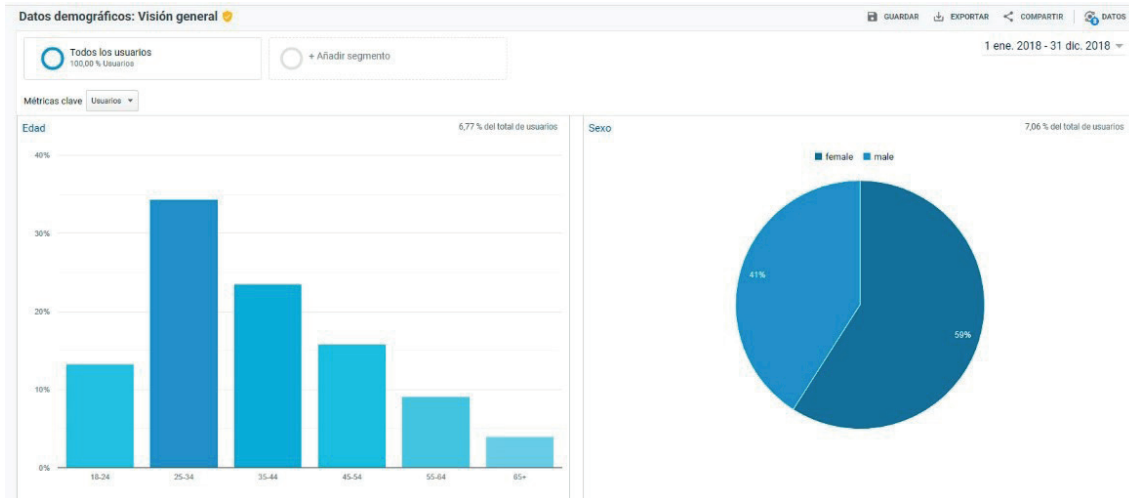 Datos demográficos: Visión general
GUARDAR EXPORTAR COMPARTIR DATOS
Todos los usuarios
100,00 % Usuarios
+ Añadir segmento
1 ene. 2018 - 31 dic. 2018
Métricas clave Usuarios
Edad
6,77 % del total de usuarios
40%
30%
20%
10%
0%
18-24 25-34 35-44 45-54 55-64 65+
Sexo
7,06 % del total de usuarios
female male
41%
59%